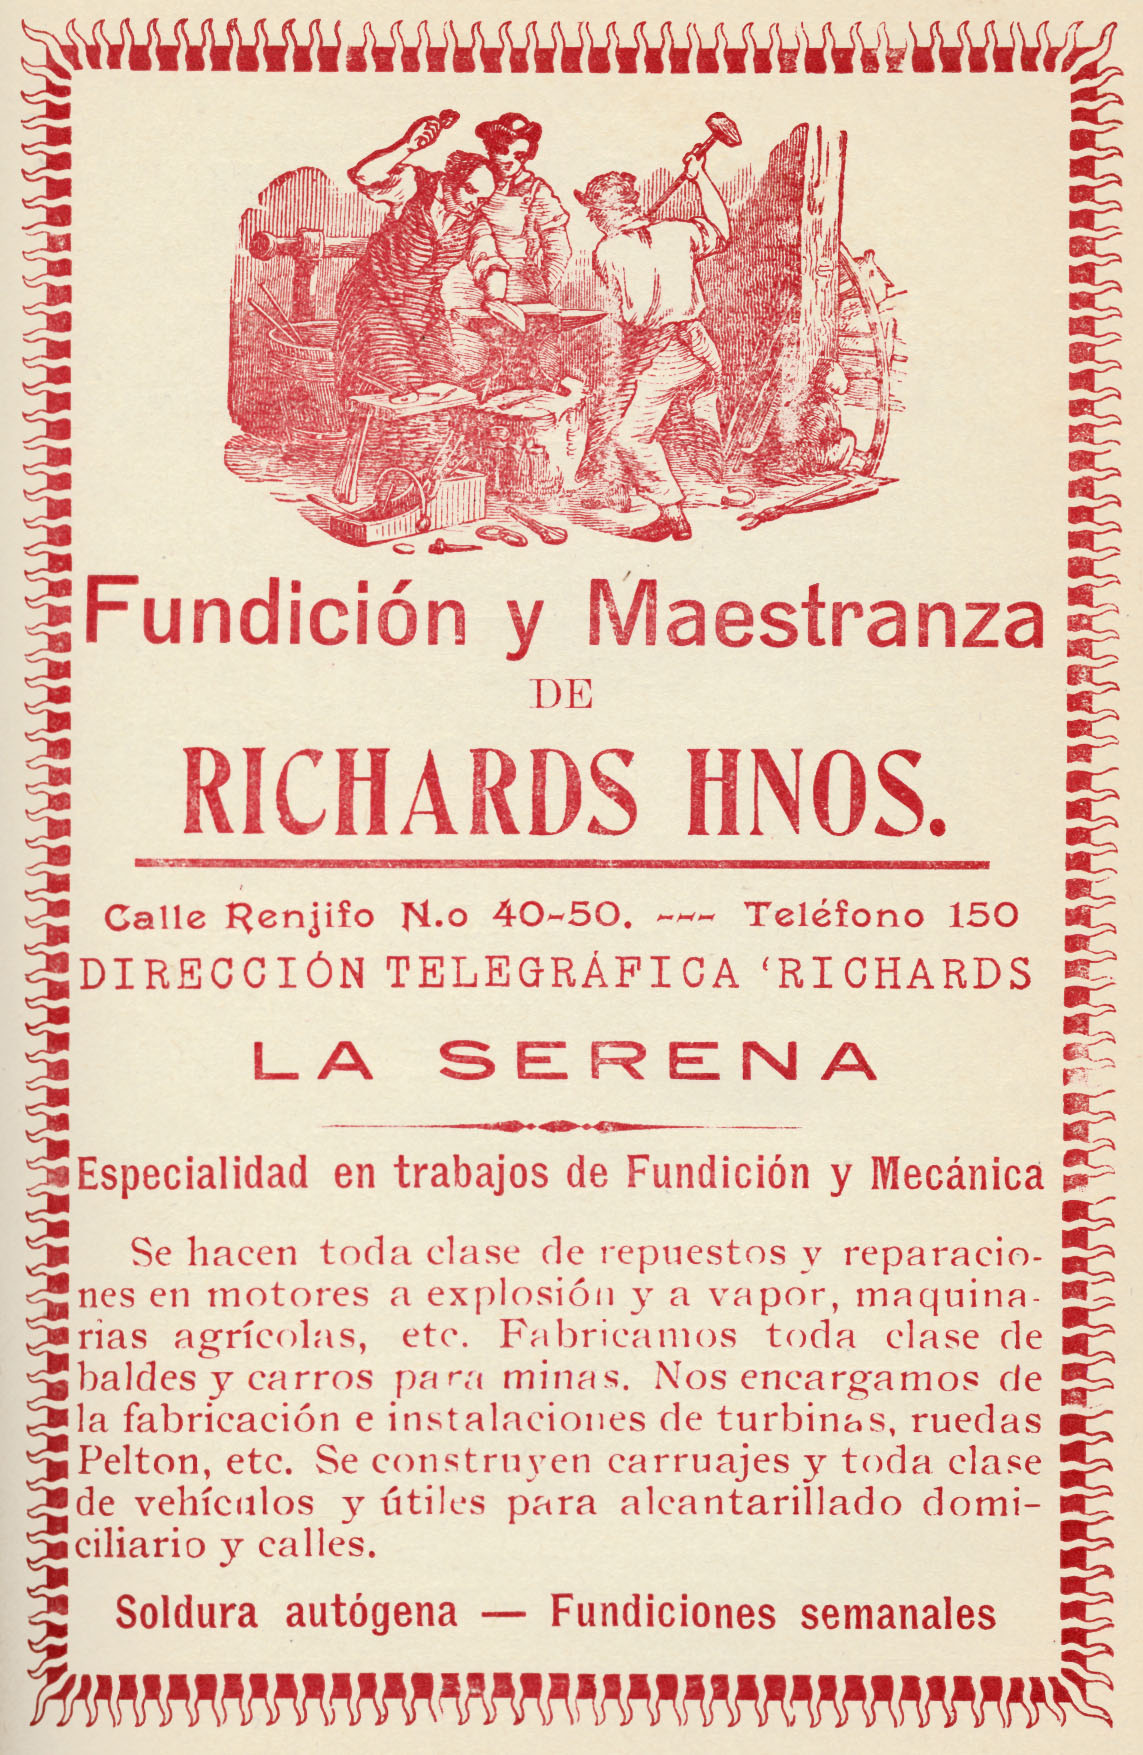 Fundición y Maestranza
DE
RICHARDS HNOS.
Calle Renjifo N.o 40-50. --- Teléfono 150
DIRECCIÓN TELEGRÁFICA ‘RICHARDS
LA SERENA
Especialidad en trabajos de Fundición y Mecánica
Se hacen toda clase de repuestos y reparacio-
nes en motores a explosión y a vapor, maquina-
rias agrícolas, etc. Fabricamos toda clase de
baldes y carros para minas. Nos encargamos de
la fabricación e instalaciones de turbinas, ruedas
Pelton, etc. Se construyen carruajes y toda clase
de vehículos y útiles para alcantarillado domi-
ciliario y calles.
Soldura autógena — Fundiciones semanales